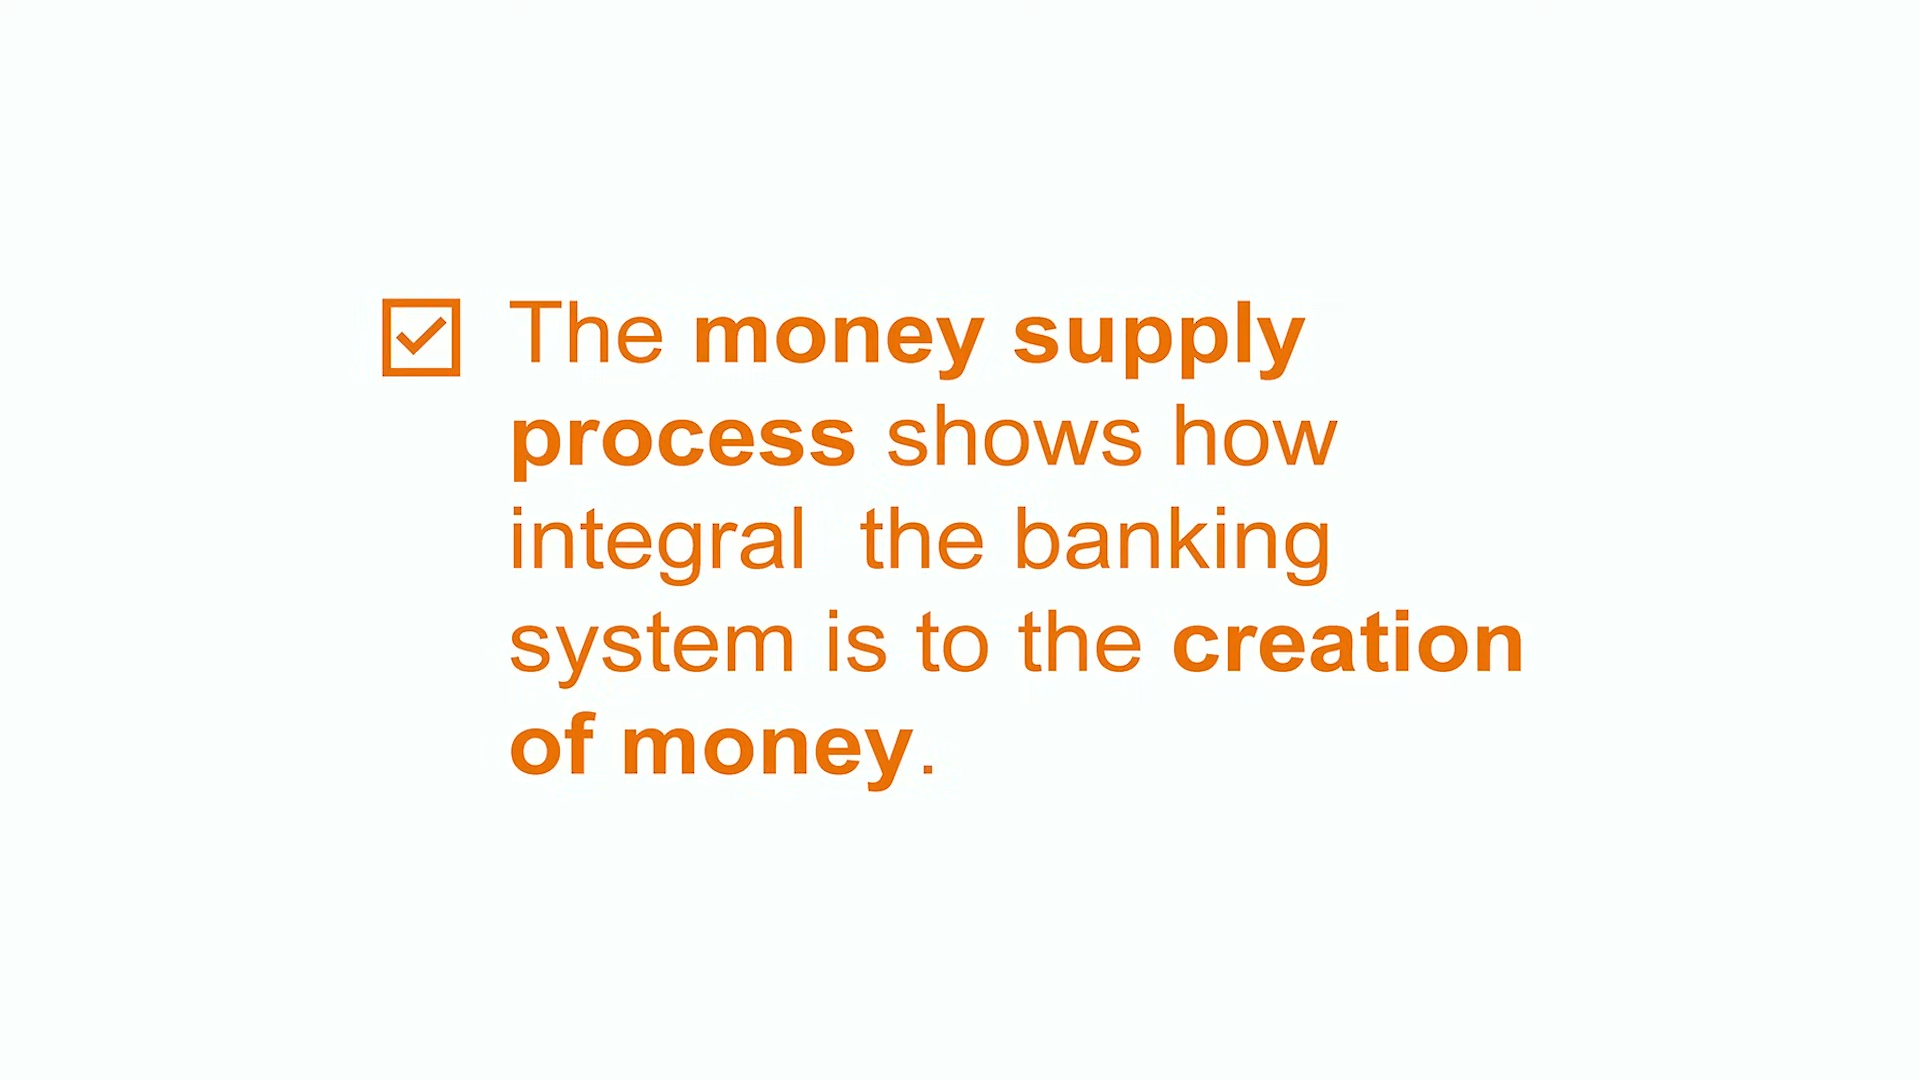 The money supply
process shows how
integral  the banking
system is to the creation
of money.